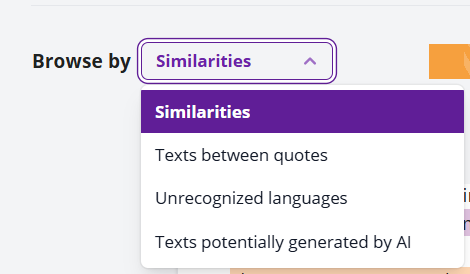 Browse by Similarities
Similarities
Texts between quotes
Unrecognized languages
Texts potentially generated by AI